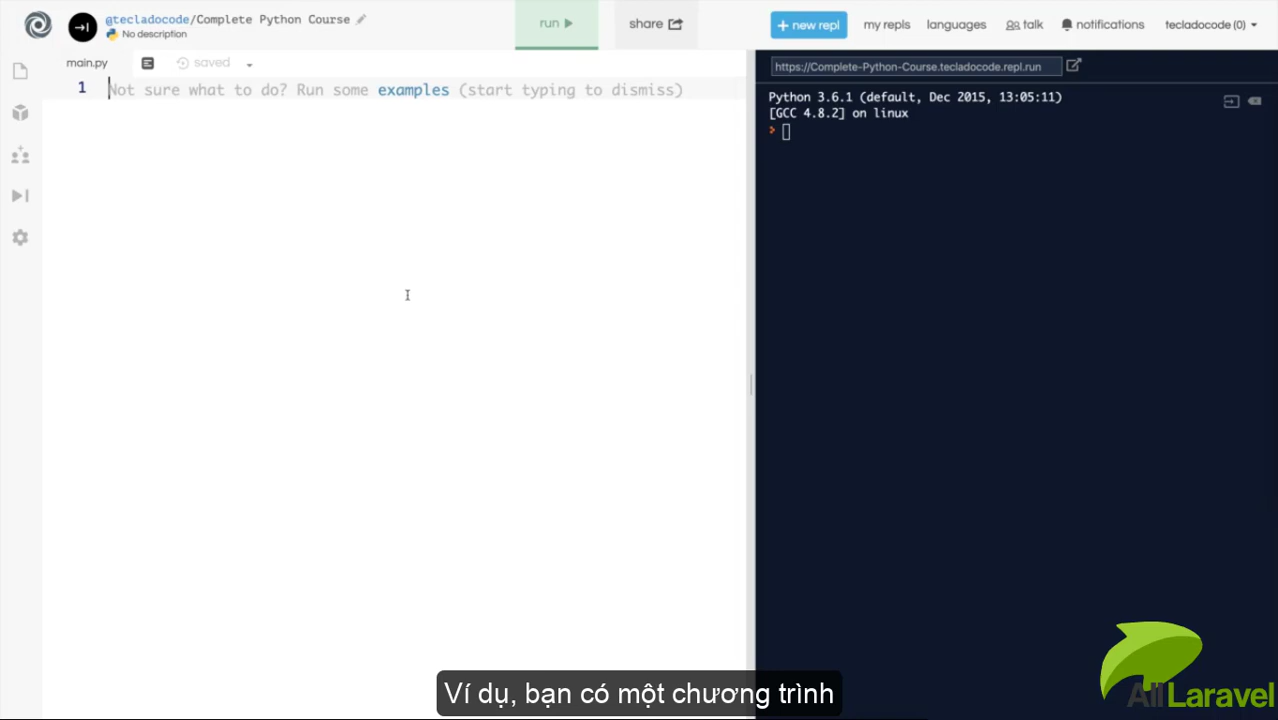 @tecladocode/Complete Python Course
No description
run
share
+ new repl
my repls
languages
talk
notifications
tecladocode (0)
main.py
saved
1
Not sure what to do? Run some examples (start typing to dismiss)
https://Complete-Python-Course.tecladocode.repl.run
Python 3.6.1 (default, Dec 2015, 13:05:11)
[GCC 4.8.2] on linux
Ví dụ, bạn có một chương trình
AllLaravel